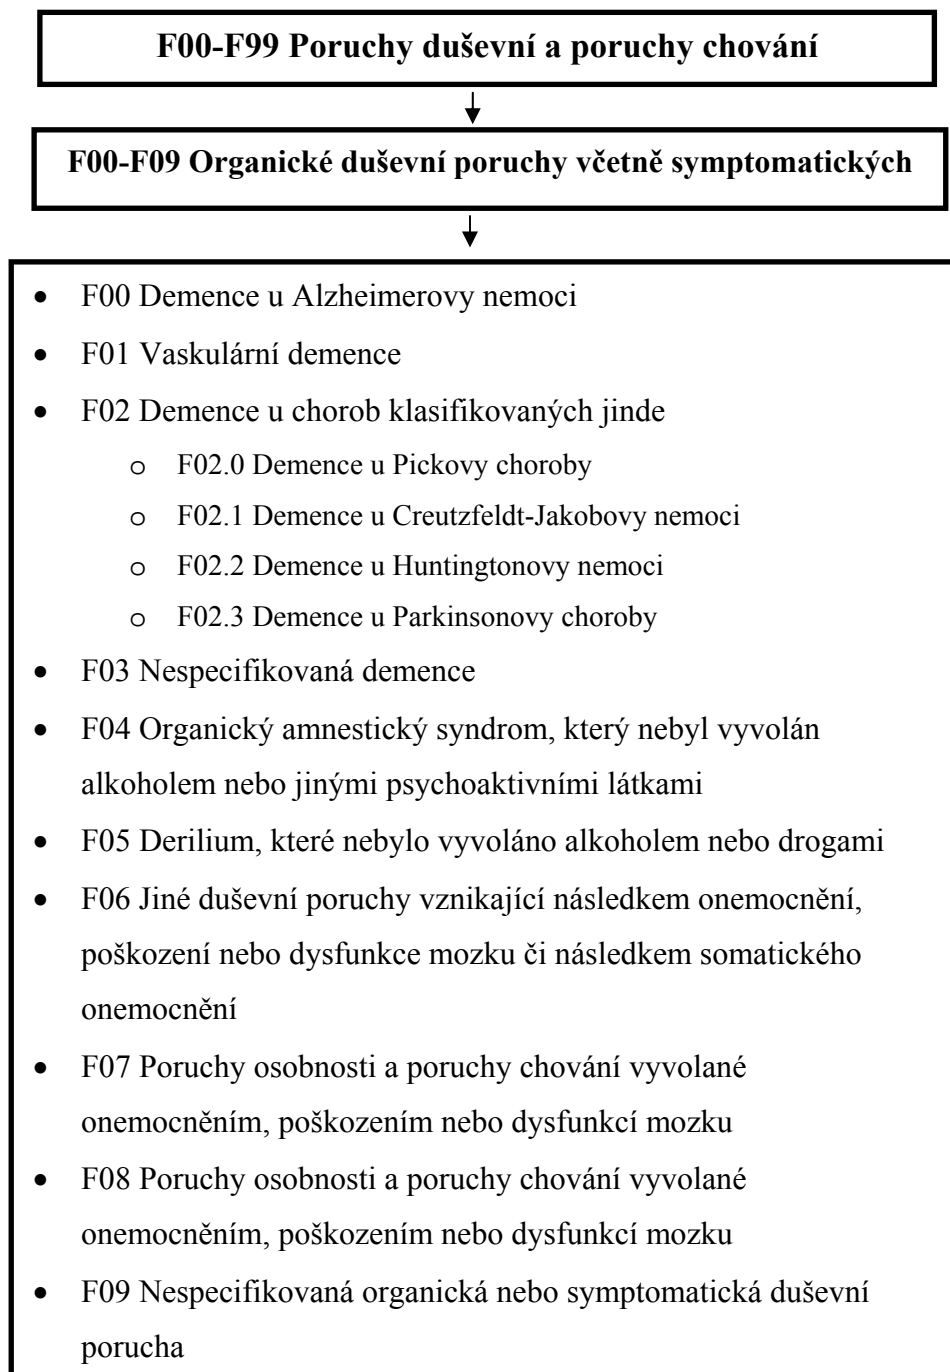 F00-F99 Poruchy duševní a poruchy chování
F00-F09 Organické duševní poruchy včetně symptomatických
• F00 Demence u Alzheimerovy nemoci
• F01 Vaskulární demence
• F02 Demence u chorob klasifikovaných jinde
o F02.0 Demence u Pickovy choroby
o F02.1 Demence u Creutzfeldt-Jakobovy nemoci
o F02.2 Demence u Huntingtonovy nemoci
o F02.3 Demence u Parkinsonovy choroby
• F03 Nespecifikovaná demence
• F04 Organický amnestický syndrom, který nebyl vyvolán
alkoholem nebo jinými psychoaktivními látkami
• F05 Derilium, které nebylo vyvoláno alkoholem nebo drogami
• F06 Jiné duševní poruchy vznikající následkem onemocnění,
poškození nebo dysfunkce mozku či následkem somatického
onemocnění
• F07 Poruchy osobnosti a poruchy chování vyvolané
onemocněním, poškozením nebo dysfunkcí mozku
• F08 Poruchy osobnosti a poruchy chování vyvolané
onemocněním, poškozením nebo dysfunkcí mozku
• F09 Nespecifikovaná organická nebo symptomatická duševní
porucha